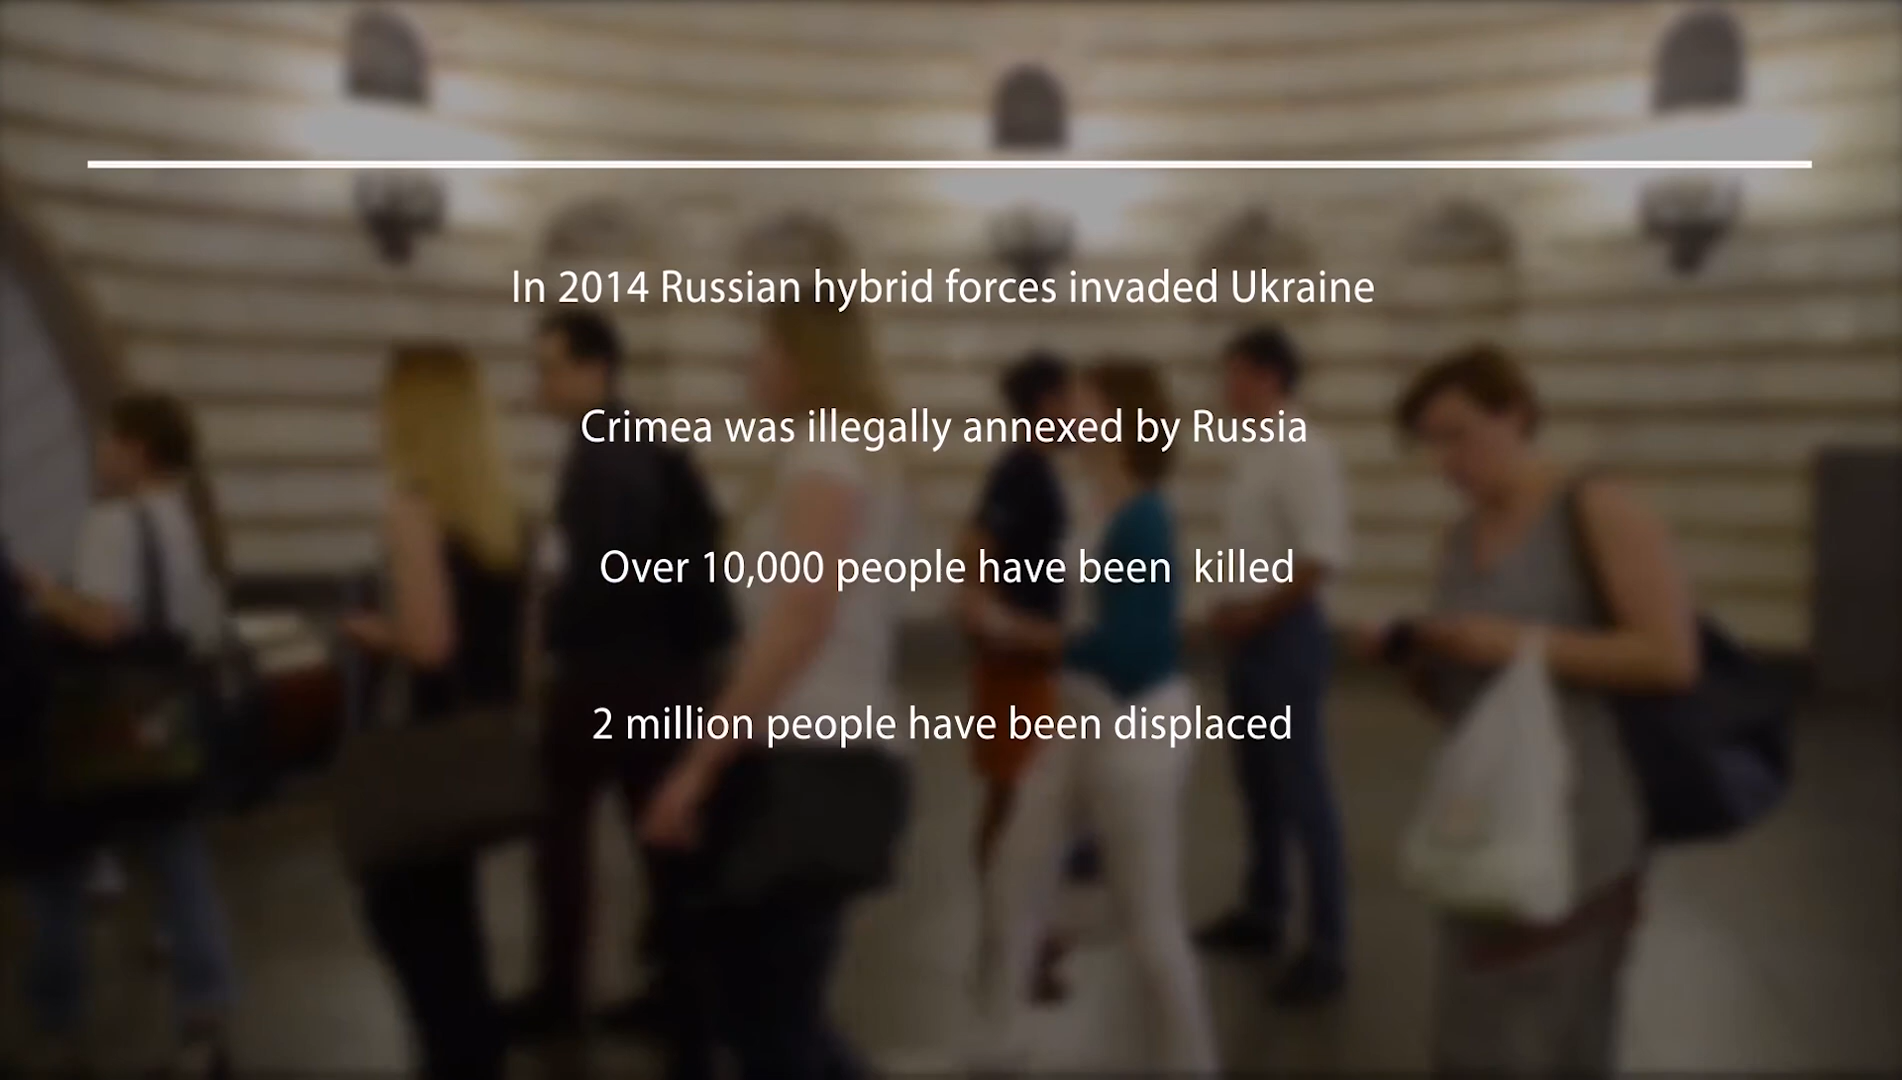 In 2014 Russian hybrid forces invaded Ukraine
Crimea was illegally annexed by Russia
Over 10,000 people have been  killed
2 million people have been displaced